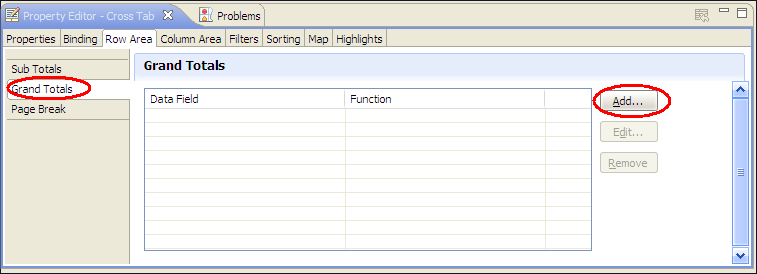 Property Editor - Cross Tab
Problems
Properties Binding Row Area Column Area Filters Sorting Map Highlights
Sub Totals
Grand Totals
Page Break
Grand Totals
Data Field Function
Add...
Edit...
Remove